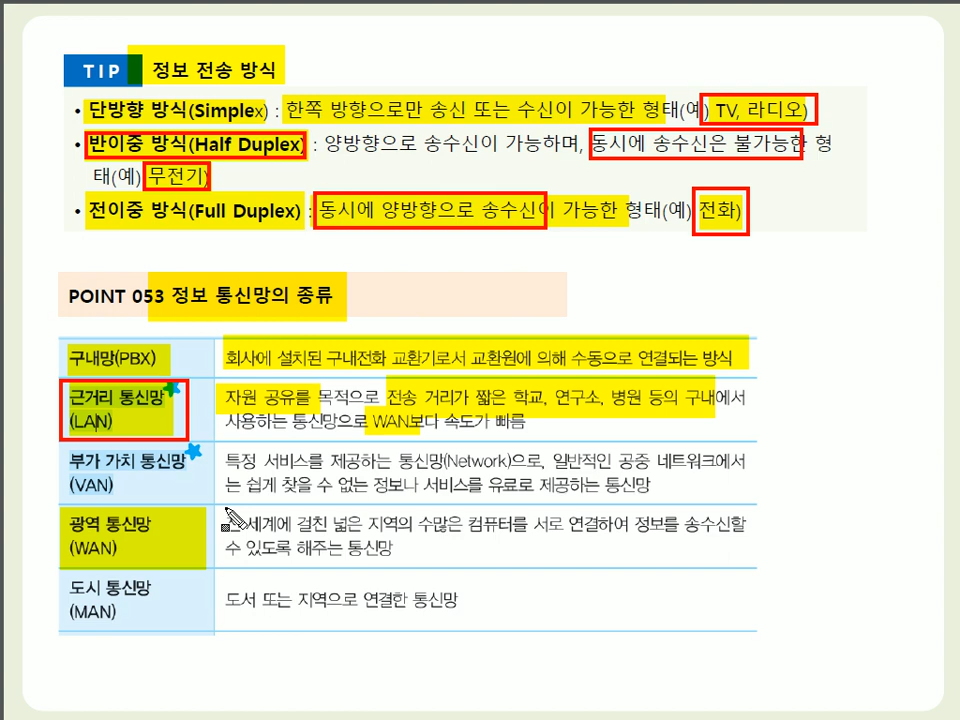 TIP 정보 전송 방식
• 단방향 방식(Simplex) : 한쪽 방향으로만 송신 또는 수신이 가능한 형태(예) TV, 라디오)
• 반이중 방식(Half Duplex) : 양방향으로 송수신이 가능하며, 동시에 송수신은 불가능한 형
태(예) 무전기)
• 전이중 방식(Full Duplex) : 동시에 양방향으로 송수신이 가능한 형태(예) 전화)
POINT 053 정보 통신망의 종류
구내망(PBX) 회사에 설치된 구내전화 교환기로서 교환원에 의해 수동으로 연결되는 방식
근거리 통신망
(LAN)
자원 공유를 목적으로 전송 거리가 짧은 학교, 연구소, 병원 등의 구내에서
사용하는 통신망으로 WAN보다 속도가 빠름
부가 가치 통신망
(VAN)
특정 서비스를 제공하는 통신망(Network)으로, 일반적인 공중 네트워크에서
는 쉽게 찾을 수 없는 정보나 서비스를 유료로 제공하는 통신망
광역 통신망
(WAN)
세계에 걸친 넓은 지역의 수많은 컴퓨터를 서로 연결하여 정보를 송수신할
수 있도록 해주는 통신망
도시 통신망
(MAN)
도서 또는 지역으로 연결한 통신망